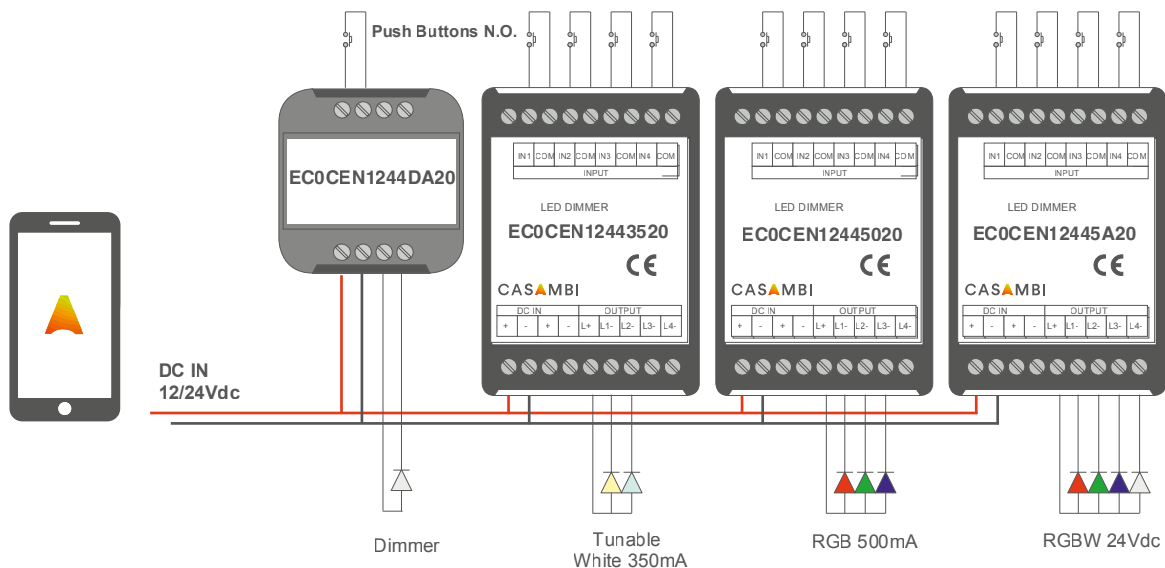 Push Buttons N.O.
EC0CEN1244DA20
IN1 COM IN2 COM IN3 COM IN4 COM
INPUT
LED DIMMER
EC0CEN12443520
CE
CASAMBI
DC IN OUTPUT
+ - + - L+ L1- L2- L3- L4-
IN1 COM IN2 COM IN3 COM IN4 COM
INPUT
LED DIMMER
EC0CEN12445020
CE
CASAMBI
DC IN OUTPUT
+ - + - L+ L1- L2- L3- L4-
IN1 COM IN2 COM IN3 COM IN4 COM
INPUT
LED DIMMER
EC0CEN12445A20
CE
CASAMBI
DC IN OUTPUT
+ - + - L+ L1- L2- L3- L4-
DC IN
12/24Vdc
Dimmer
Tunable
White 350mA
RGB 500mA
RGBW 24Vdc